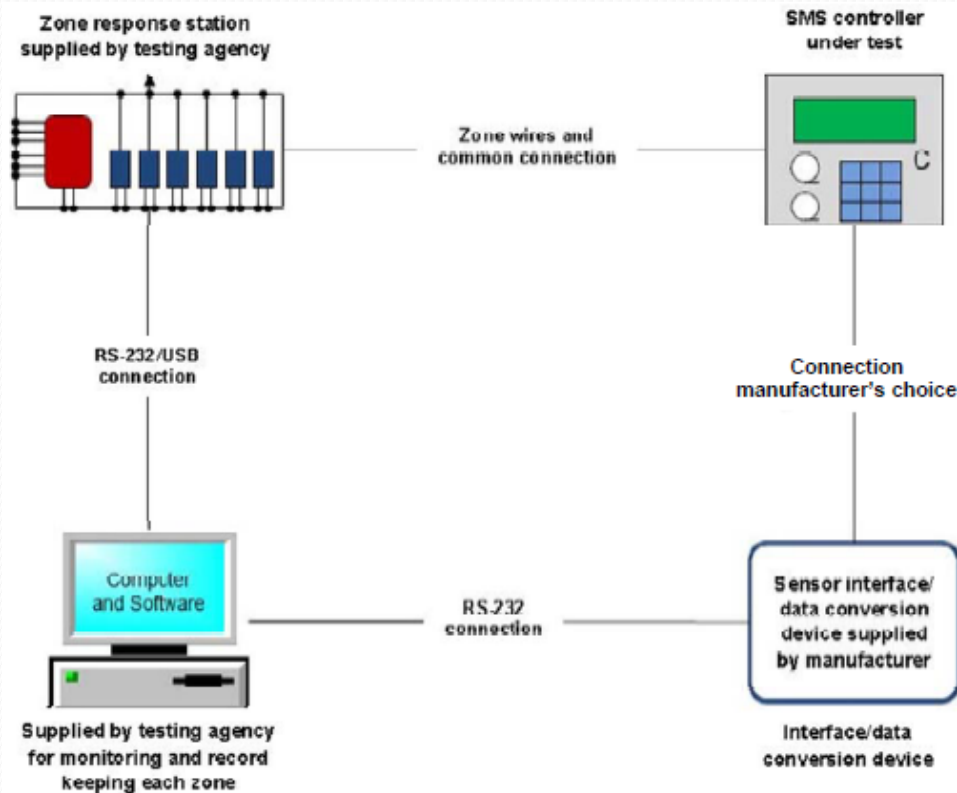 Zone response station
supplied by testing agency
SMS controller
under test
Zone wires and
common connection
C
RS-232/USB
connection
Connection
manufacturer's choice
Computer
and Software
RS-232
connection
Sensor interface/
data conversion
device supplied
by manufacturer
Supplied by testing agency
for monitoring and record
keeping each zone
Interface/data
conversion device